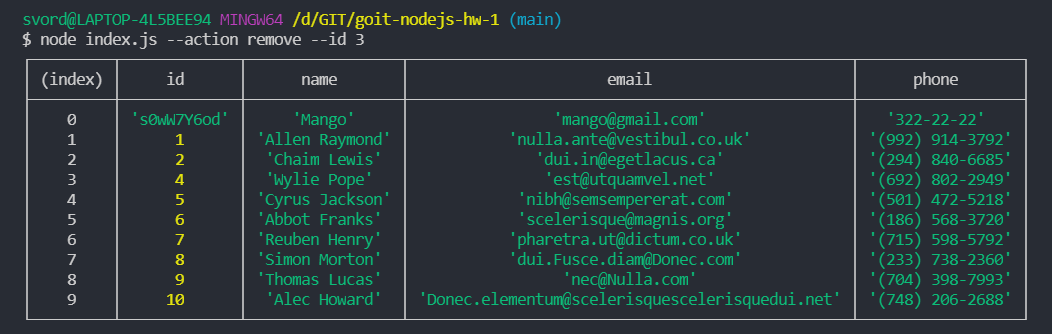 svord@LAPTOP-4L5BEE94 MINGW64 /d/GIT/goit-nodejs-hw-1 (main)
$ node index.js --action remove --id 3
(index) id name email phone
0 's0wW7Y6od' 'Mango' 'mango@gmail.com' '322-22-22'
1 1 'Allen Raymond' 'nulla.ante@vestibul.co.uk' '(992) 914-3792'
2 2 'Chaim Lewis' 'dui.in@egetlacus.ca' '(294) 840-6685'
3 4 'Wylie Pope' 'est@utquamvel.net' '(692) 802-2949'
4 5 'Cyrus Jackson' 'nibh@semsempererat.com' '(501) 472-5218'
5 6 'Abbot Franks' 'scelerisque@magnis.org' '(186) 568-3720'
6 7 'Reuben Henry' 'pharetra.ut@dictum.co.uk' '(715) 598-5792'
7 8 'Simon Morton' 'dui.Fusce.diam@Donec.com' '(233) 738-2360'
8 9 'Thomas Lucas' 'nec@Nulla.com' '(704) 398-7993'
9 10 'Alec Howard' 'Donec.elementum@scelerisquescelerisquedui.net' '(748) 206-2688'